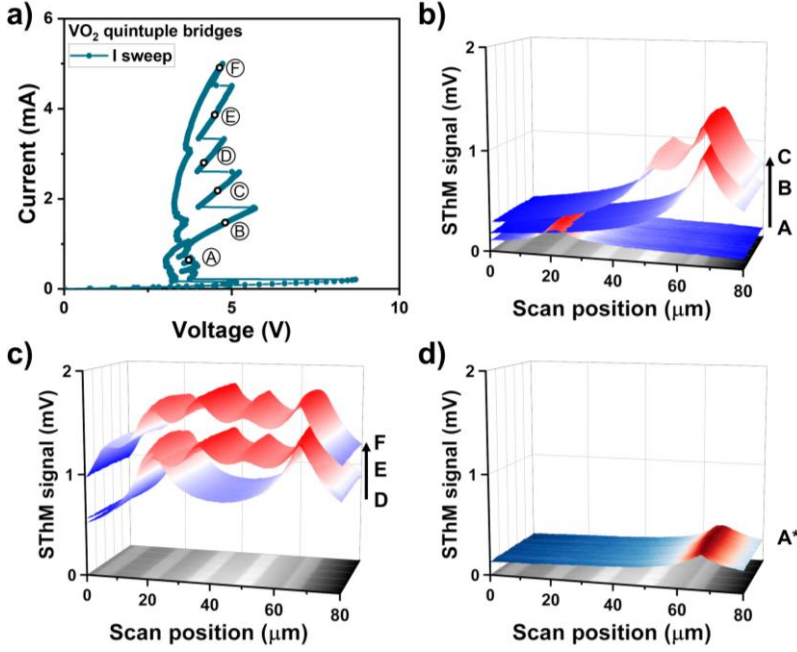 a)
VO₂ quintuple bridges
I sweep
6
4
2
0
Current (mA)
F
E
D
C
B
A
0
5
10
Voltage (V)
b)
2
1
0
SThM signal (mV)
C
B
A
0
20
40
60
80
Scan position (μm)
c)
2
1
0
SThM signal (mV)
F
E
D
0
20
40
60
80
Scan position (μm)
d)
2
1
0
SThM signal (mV)
A*
0
20
40
60
80
Scan position (μm)